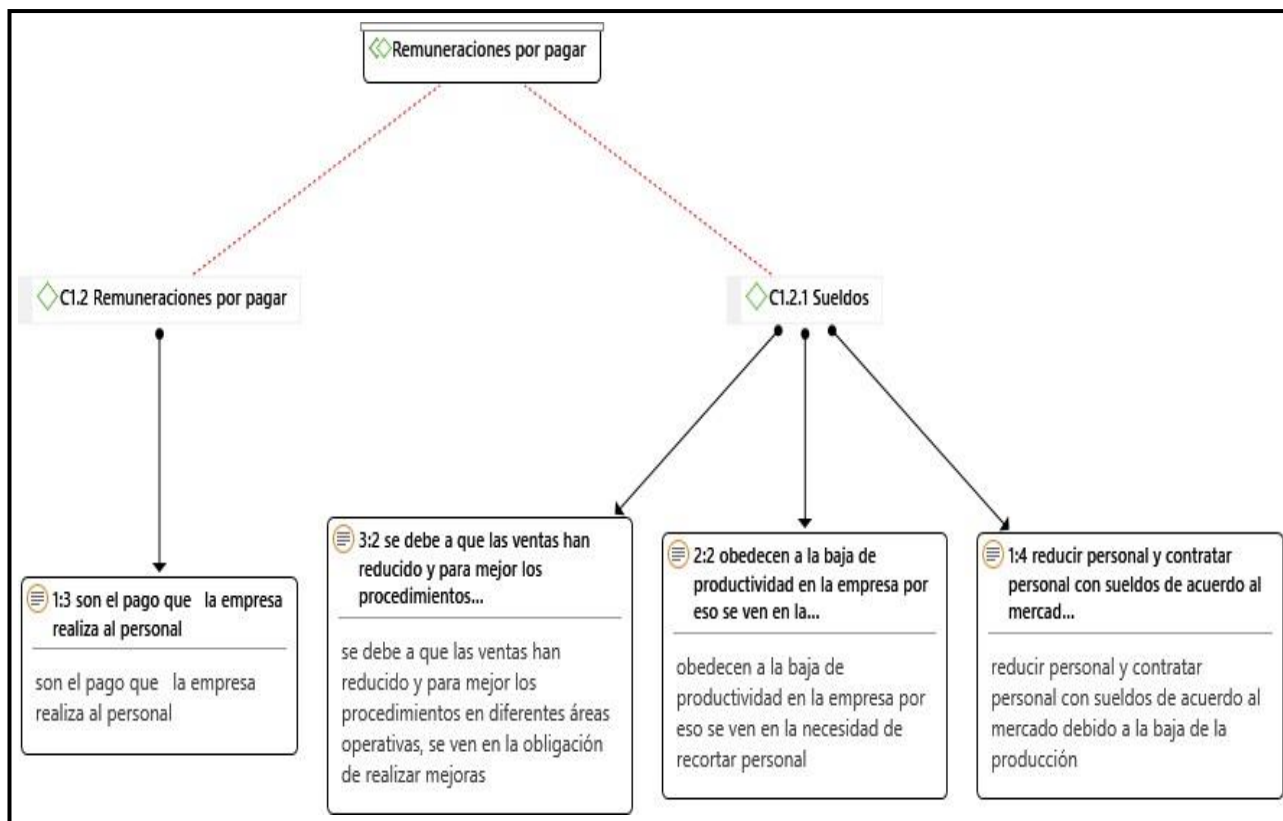 Remuneraciones por pagar
C1.2 Remuneraciones por pagar
C1.2.1 Sueldos
1:3 son el pago que   la empresa
realiza al personal
son el pago que   la empresa
realiza al personal
3:2 se debe a que las ventas han
reducido y para mejor los
procedimientos...
se debe a que las ventas han
reducido y para mejor los
procedimientos en diferentes áreas
operativas, se ven en la obligación
de realizar mejoras
2:2 obedecen a la baja de
productividad en la empresa por
eso se ven en la...
obedecen a la baja de
productividad en la empresa por
eso se ven en la necesidad de
recortar personal
1:4 reducir personal y contratar
personal con sueldos de acuerdo al
mercad...
reducir personal y contratar
personal con sueldos de acuerdo al
mercado debido a la baja de la
producción